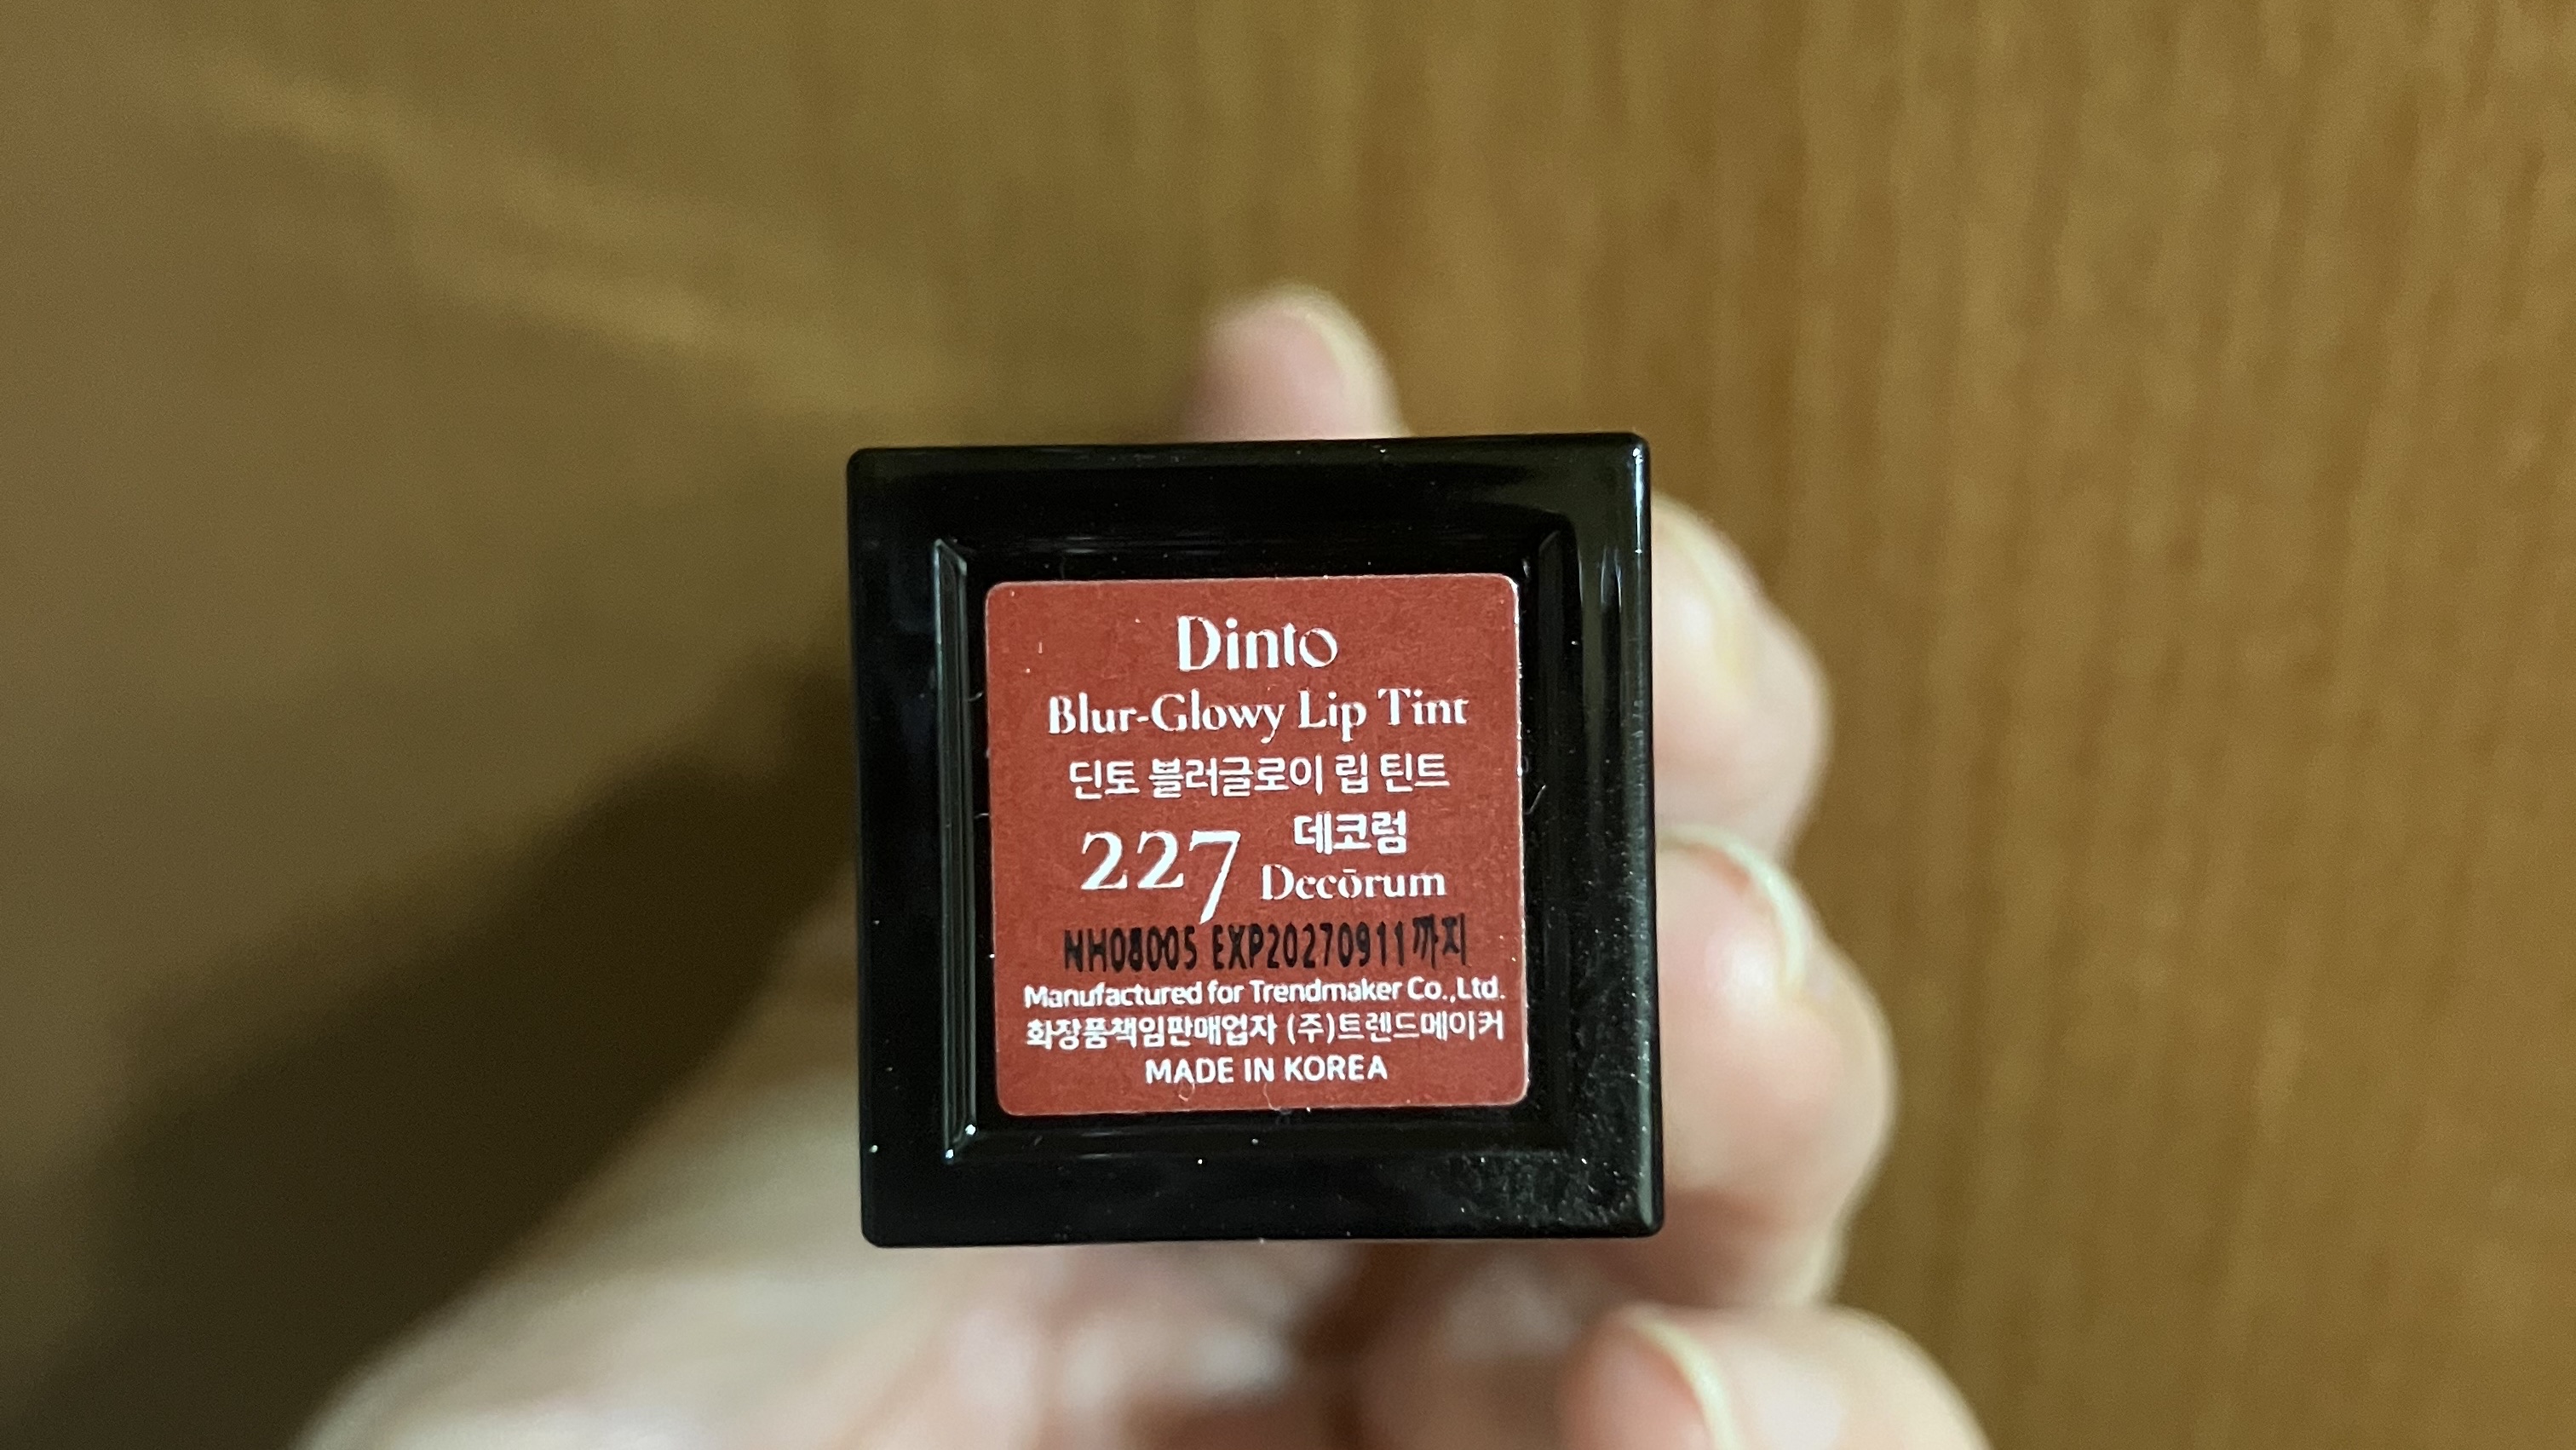 Dinto
Blur-Glowy Lip Tint
딘토 블러글로이 립 틴트
227 데코럼
Decōrum
NH08005 EXP20270911까지
Manufactured for Trendmaker Co.,Ltd.
화장품책임판매업자 (주)트렌드메이커
MADE IN KOREA